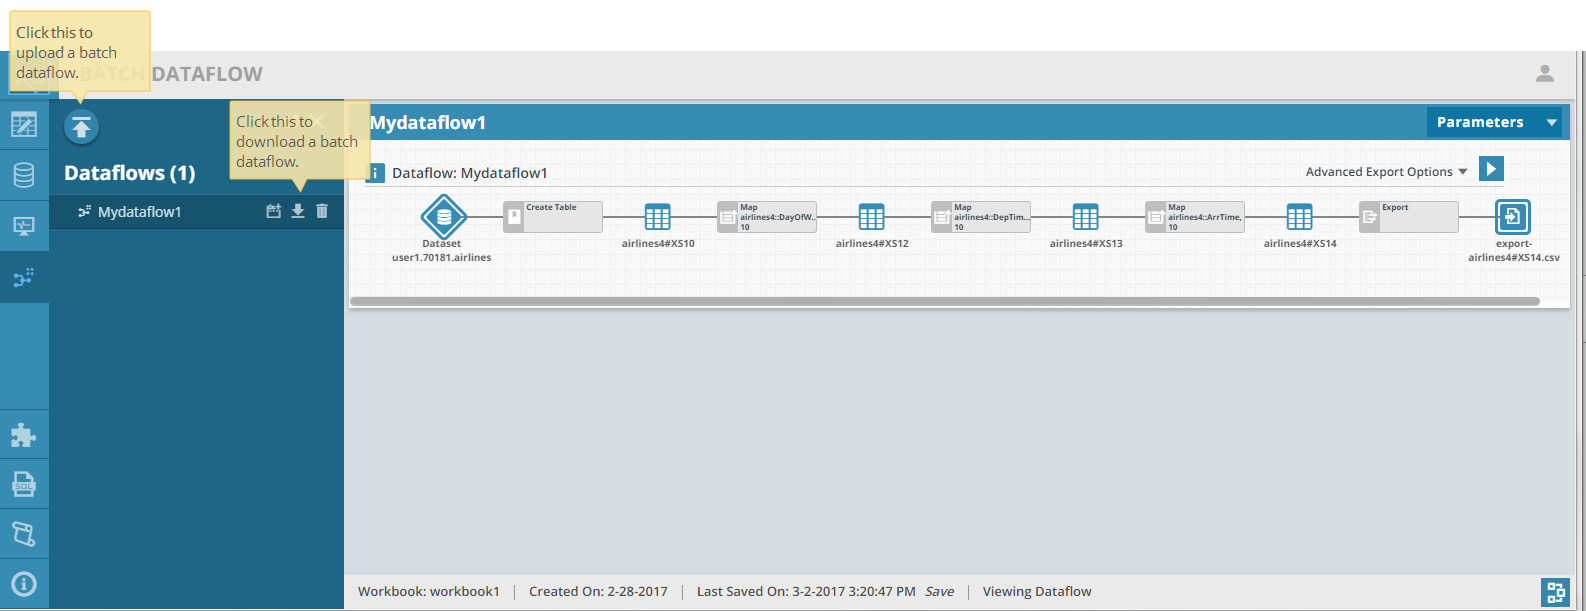 Click this to
upload a batch
dataflow.
BATCH DATAFLOW
Click this to
download a batch
dataflow.
Mydataflow1
Parameters
Dataflows (1)
Mydataflow1
i
Dataflow: Mydataflow1
Advanced Export Options
Dataset
user1.70181.airlines
Create Table
airlines4#XS10
Map
airlines4::DayOfW...
10
airlines4#XS12
Map
airlines4::DepTim...
10
airlines4#XS13
Map
airlines4::ArrTime,
10
airlines4#XS14
Export
export-
airlines4#XS14.csv
SQL
Workbook: workbook1
Created On: 2-28-2017
Last Saved On: 3-2-2017 3:20:47 PM
Save
Viewing Dataflow